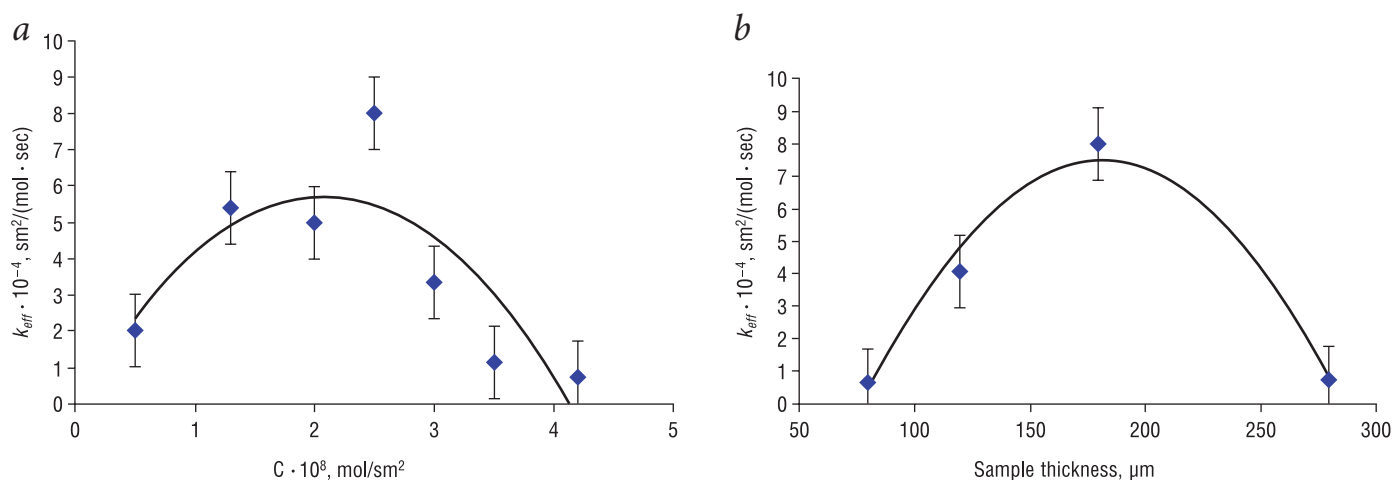 a
k_eff · 10⁻⁴, sm²/(mol · sec)
10
9
8
7
6
5
4
3
2
1
0
0 1 2 3 4 5
C · 10⁸, mol/sm²
b
k_eff · 10⁻⁴, sm²/(mol · sec)
10
9
8
7
6
5
4
3
2
1
0
50 100 150 200 250 300
Sample thickness, µm